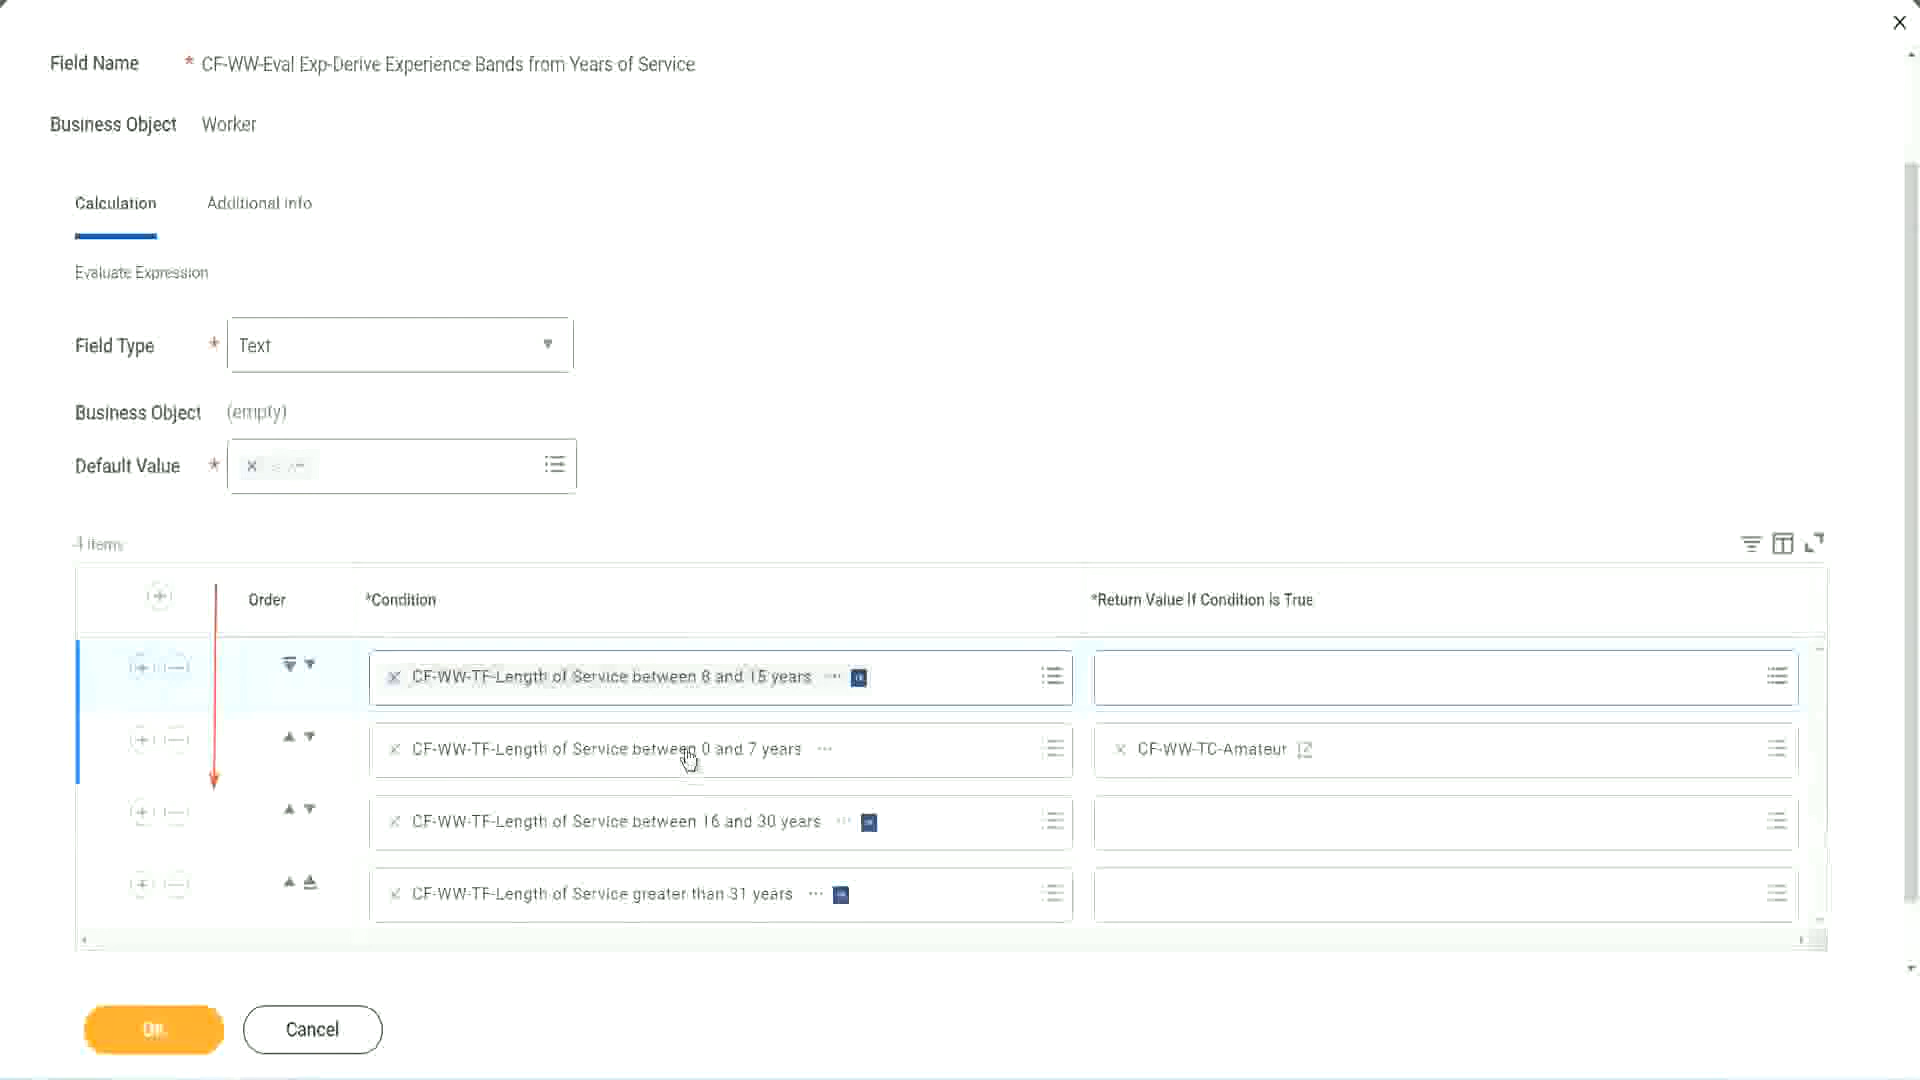 Field Name * CF-WW-Eval Exp-Derive Experience Bands from Years of Service
Business Object Worker
Calculation Additional Info
Evaluate Expression
Field Type * Text
Business Object (empty)
Default Value *
4 items
Order *Condition *Return Value if Condition is True
CF-WW-TF-Length of Service between 8 and 15 years
CF-WW-TF-Length of Service between 0 and 7 years CF-WW-TC-Amateur
CF-WW-TF-Length of Service between 16 and 30 years
CF-WW-TF-Length of Service greater than 31 years
OK Cancel